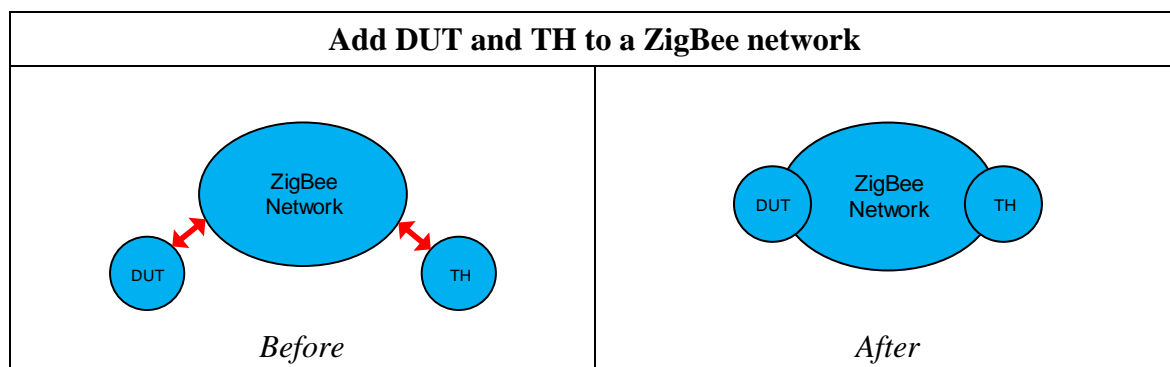 Add DUT and TH to a ZigBee network
ZigBee
Network
DUT
TH
Before
DUT
ZigBee
Network
TH
After